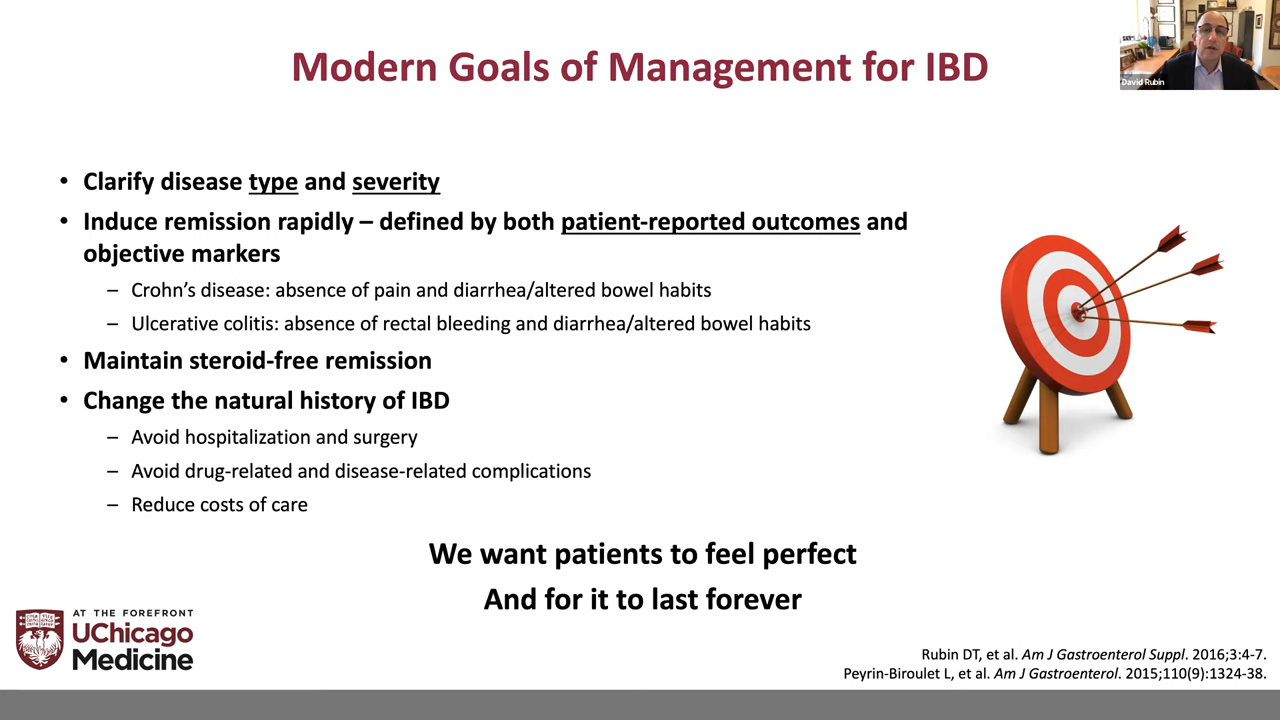 Modern Goals of Management for IBD
David Rubin
• Clarify disease type and severity
• Induce remission rapidly – defined by both patient-reported outcomes and
objective markers
– Crohn's disease: absence of pain and diarrhea/altered bowel habits
– Ulcerative colitis: absence of rectal bleeding and diarrhea/altered bowel habits
• Maintain steroid-free remission
• Change the natural history of IBD
– Avoid hospitalization and surgery
– Avoid drug-related and disease-related complications
– Reduce costs of care
We want patients to feel perfect
And for it to last forever
AT THE FOREFRONT
UChicago
Medicine
Rubin DT, et al. Am J Gastroenterol Suppl. 2016;3:4-7.
Peyrin-Biroulet L, et al. Am J Gastroenterol. 2015;110(9):1324-38.